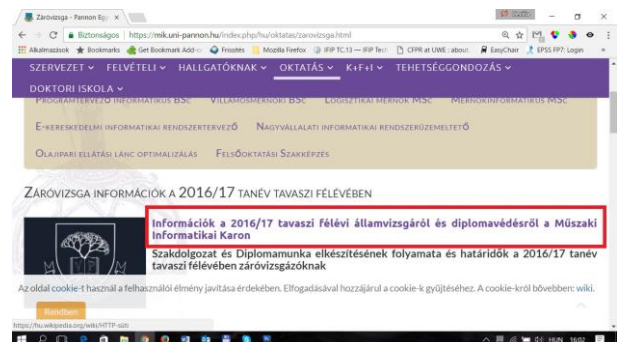 Záróvizsga - Pannon Egy
Biztonságos | https://mik.uni-pannon.hu/index.php/hu/oktatas/zarovizsga.html
Alkalmazások Bookmarks Get Bookmark Add-o Frissítés Mozilla Firefox IFIP TC.13 — IFIP Tech CFPR at UWE : about. EasyChair EPSS FP7: Login
SZERVEZET FELVÉTELI HALLGATÓKNAK OKTATÁS K+F+I TEHETSÉGGONDOZÁS
DOKTORI ISKOLA
PROGRAMTERVEZŐ INFORMATIKUS BSC VILLAMOSMÉRNÖKI BSC LOGISZTIKAI MÉRNÖK MSC MÉRNÖKINFORMATIKUS MSC
E-KERESKEDELMI INFORMATIKAI RENDSZERTERVEZŐ NAGYVÁLLALATI INFORMATIKAI RENDSZERÜZEMELTETŐ
OLAJIPARI ELLÁTÁSI LÁNC OPTIMALIZÁLÁS FELSŐOKTATÁSI SZAKKÉPZÉS
ZÁRÓVIZSGA INFORMÁCIÓK A 2016/17 TANÉV TAVASZI FÉLÉVÉBEN
Információk a 2016/17 tavaszi félévi államvizsgáról és diplomavédésről a Műszaki
Informatikai Karon
Szakdolgozat és Diplomamunka elkészítésének folyamata és határidők a 2016/17 tanév
tavaszi félévében záróvizsgázóknak
Az oldal cookie-t használ a felhasználói élmény javítása érdekében. Elfogadásával hozzájárul a cookie-k gyűjtéséhez. A cookie-król bővebben: wiki.
Rendben
https://hu.wikipedia.org/wiki/HTTP-süti
HUN 16:02